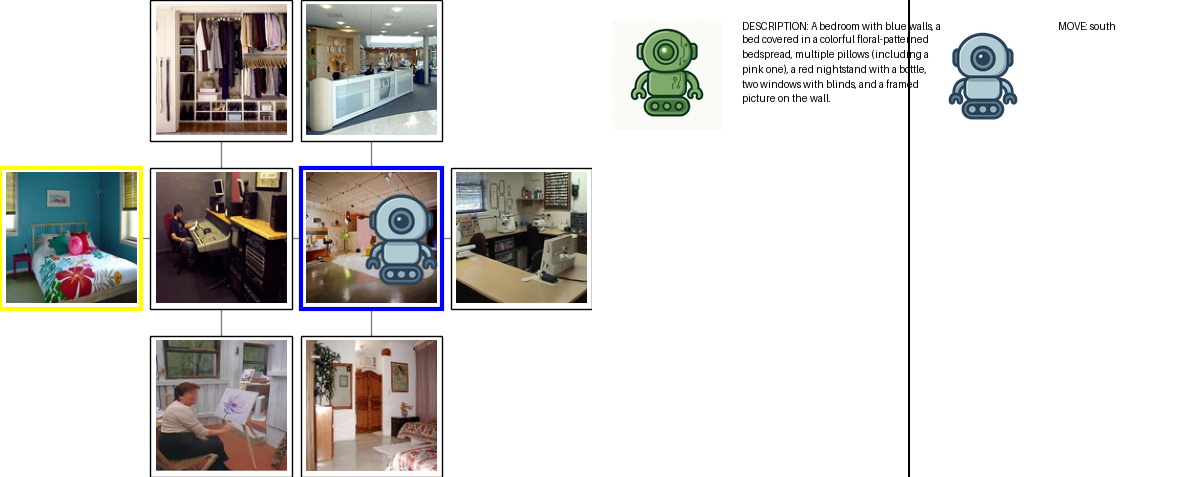 DESCRIPTION: A bedroom with blue walls, a
bed covered in a colorful floral-patterned
bedspread, multiple pillows (including a
pink one), a red nightstand with a bottle,
two windows with blinds, and a framed
picture on the wall.
MOVE: south